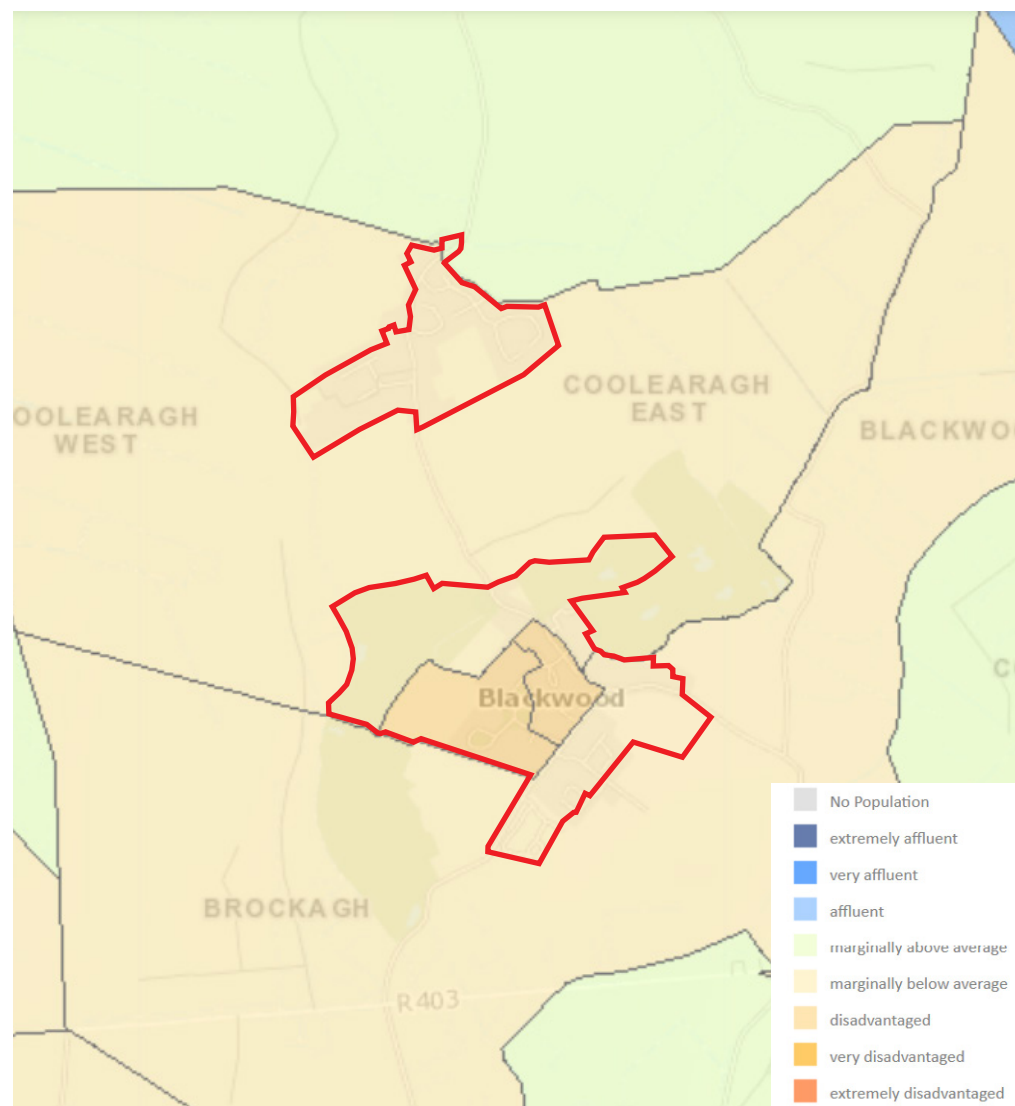 COOLEARAGH
EAST
OOLEARAGH
WEST
BLACKWO
C
Blackwood
BROCKAGH
R403
No Population
extremely affluent
very affluent
affluent
marginally above average
marginally below average
disadvantaged
very disadvantaged
extremely disadvantaged